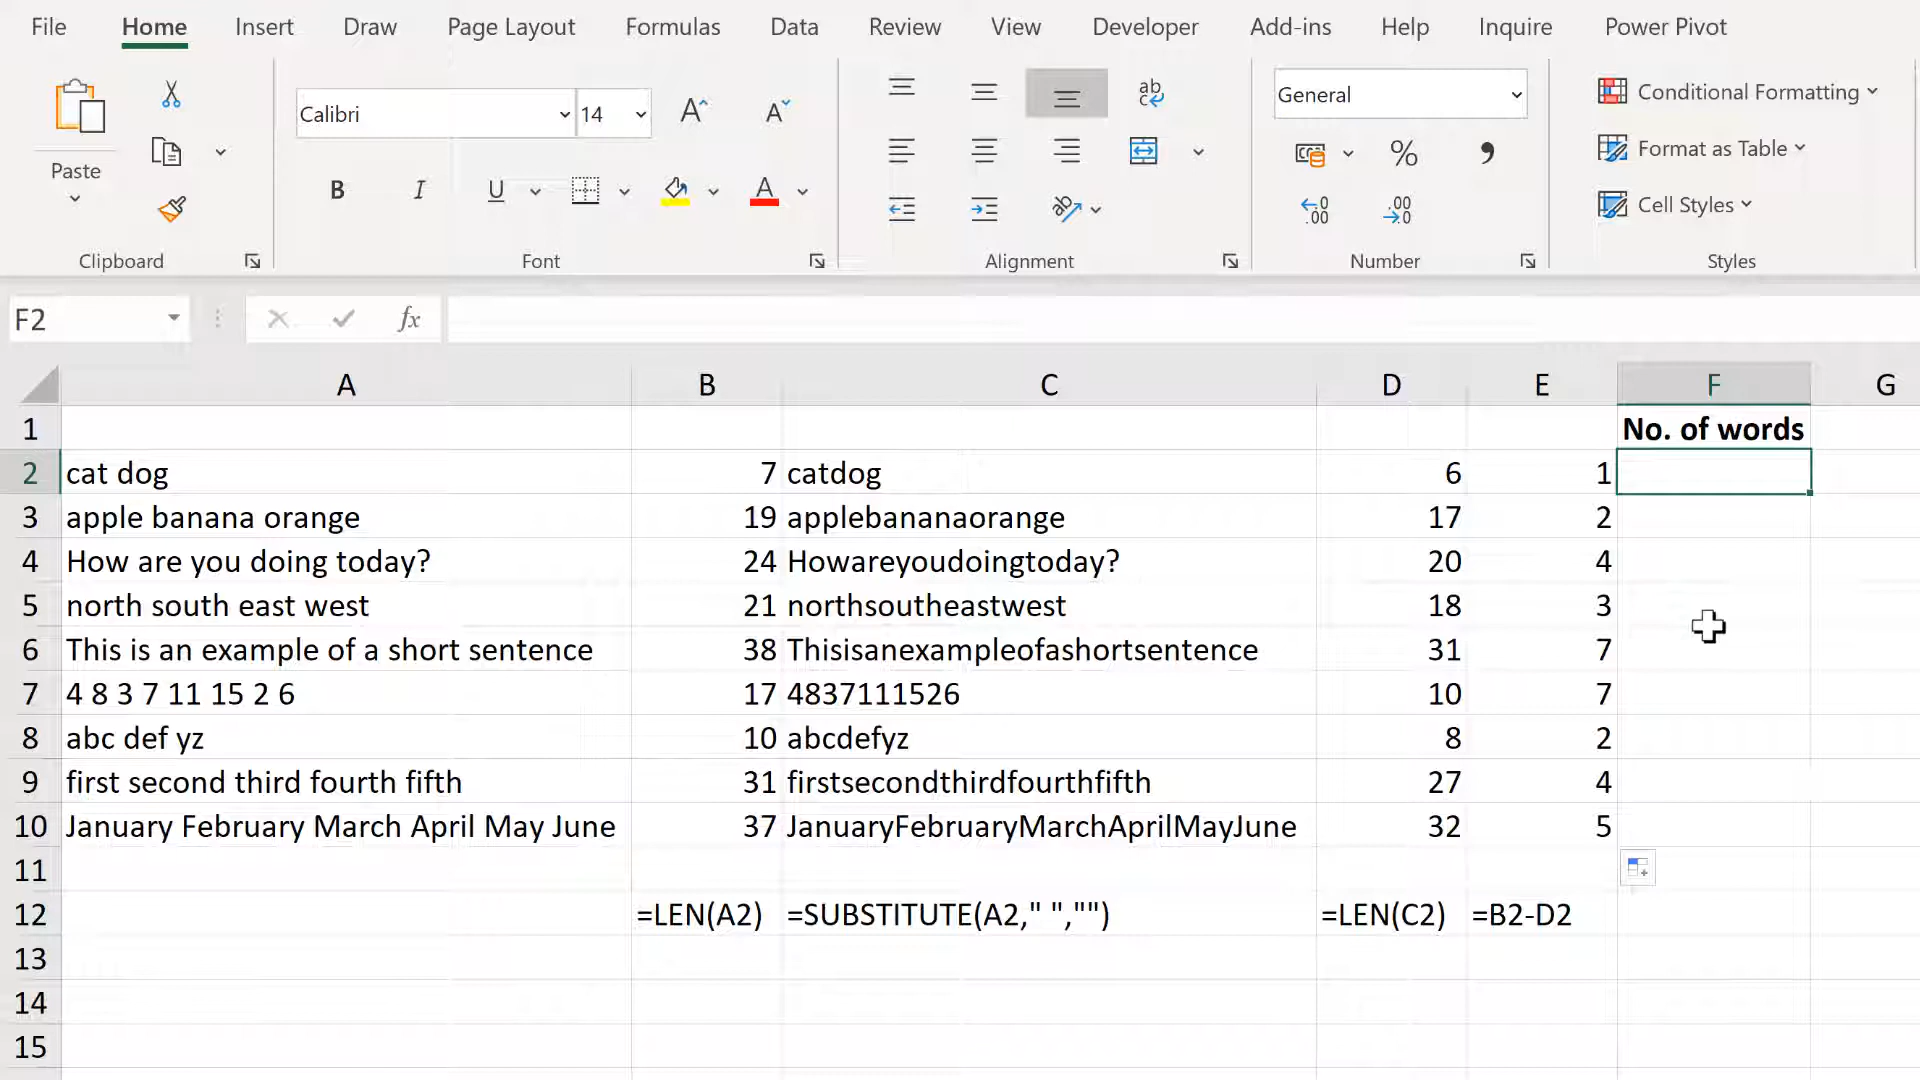 File Home Insert Draw Page Layout Formulas Data Review View Developer Add-ins Help Inquire Power Pivot
Calibri 14 A A ab c General Conditional Formatting
Paste % , Format as Table
B I U A ab .0 .00 .00 .0 Cell Styles
Clipboard Font Alignment Number Styles
F2 fx
A B C D E F G
1 No. of words
2 cat dog 7 catdog 6 1
3 apple banana orange 19 applebananaorange 17 2
4 How are you doing today? 24 Howareyoudoingtoday? 20 4
5 north south east west 21 northsoutheastwest 18 3
6 This is an example of a short sentence 38 Thisisanexampleofashortsentence 31 7
7 4 8 3 7 11 15 2 6 17 4837111526 10 7
8 abc def yz 10 abcdefyz 8 2
9 first second third fourth fifth 31 firstsecondthirdfourthfifth 27 4
10 January February March April May June 37 JanuaryFebruaryMarchAprilMayJune 32 5
11
12 =LEN(A2) =SUBSTITUTE(A2," ","") =LEN(C2) =B2-D2
13
14
15